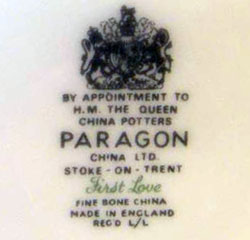 BY APPOINTMENT TO
H.M. THE QUEEN
CHINA POTTERS
PARAGON
CHINA LTD.
STOKE-ON-TRENT
First Love
FINE BONE CHINA
MADE IN ENGLAND
REG'D L/L